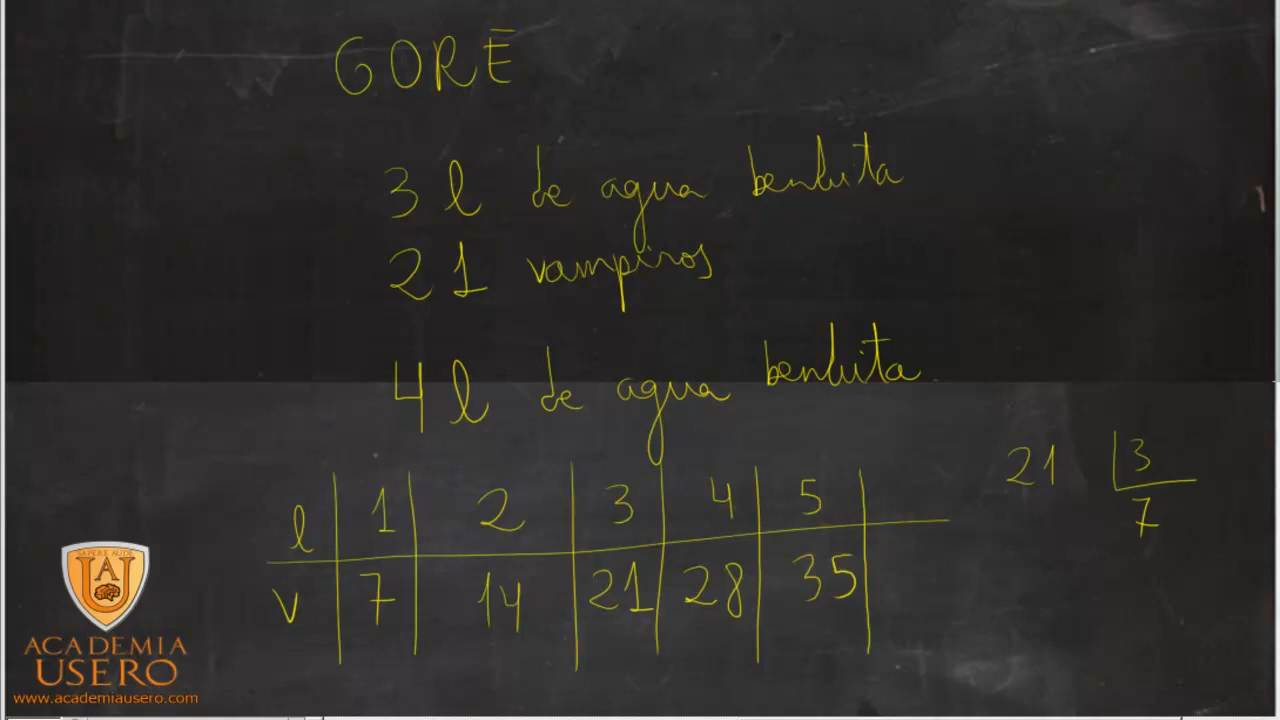 GORE
3 l de agua bendita
21 vampiros
4 l de agua bendita
l 1 2 3 4 5
v 7 14 21 28 35
21 3
7
SAPERE AUDE
UA
ACADEMIA
USERO
www.academiausero.com